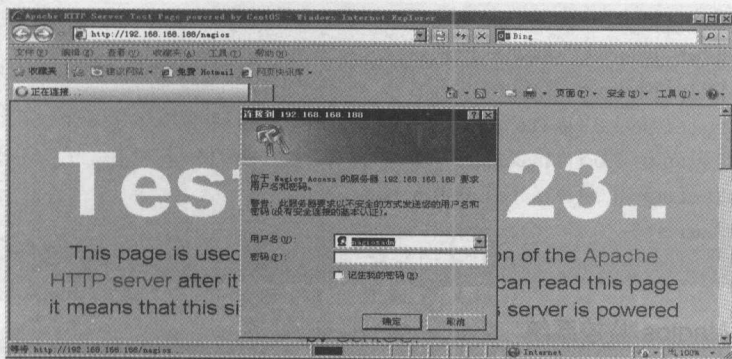 Apache HTTP Server Test Page powered by CentOS - Windows Internet Explorer
http://192.168.168.188/nagios
Bing
文件(F) 编辑(E) 查看(V) 收藏夹(A) 工具(T) 帮助(H)
收藏夹 建议网站 免费 Hotmail 网页快讯库
正在连接...
页面(P) 安全(S) 工具(O)
连接到 192.168.168.188
Test 23..
位于 Nagios Access 的服务器 192.168.168.188 要求
用户名和密码。
警告: 此服务器要求以不安全的方式发送您的用户名和
密码(没有安全连接的基本认证)。
This page is used on of the Apache
用户名(U):
密码(P):
HTTP server after it can read this page
记住我的密码(R)
it means that this si s server is powered
确定 取消
by CentOS.
等待 http://192.168.168.188/nagios
Internet 100%